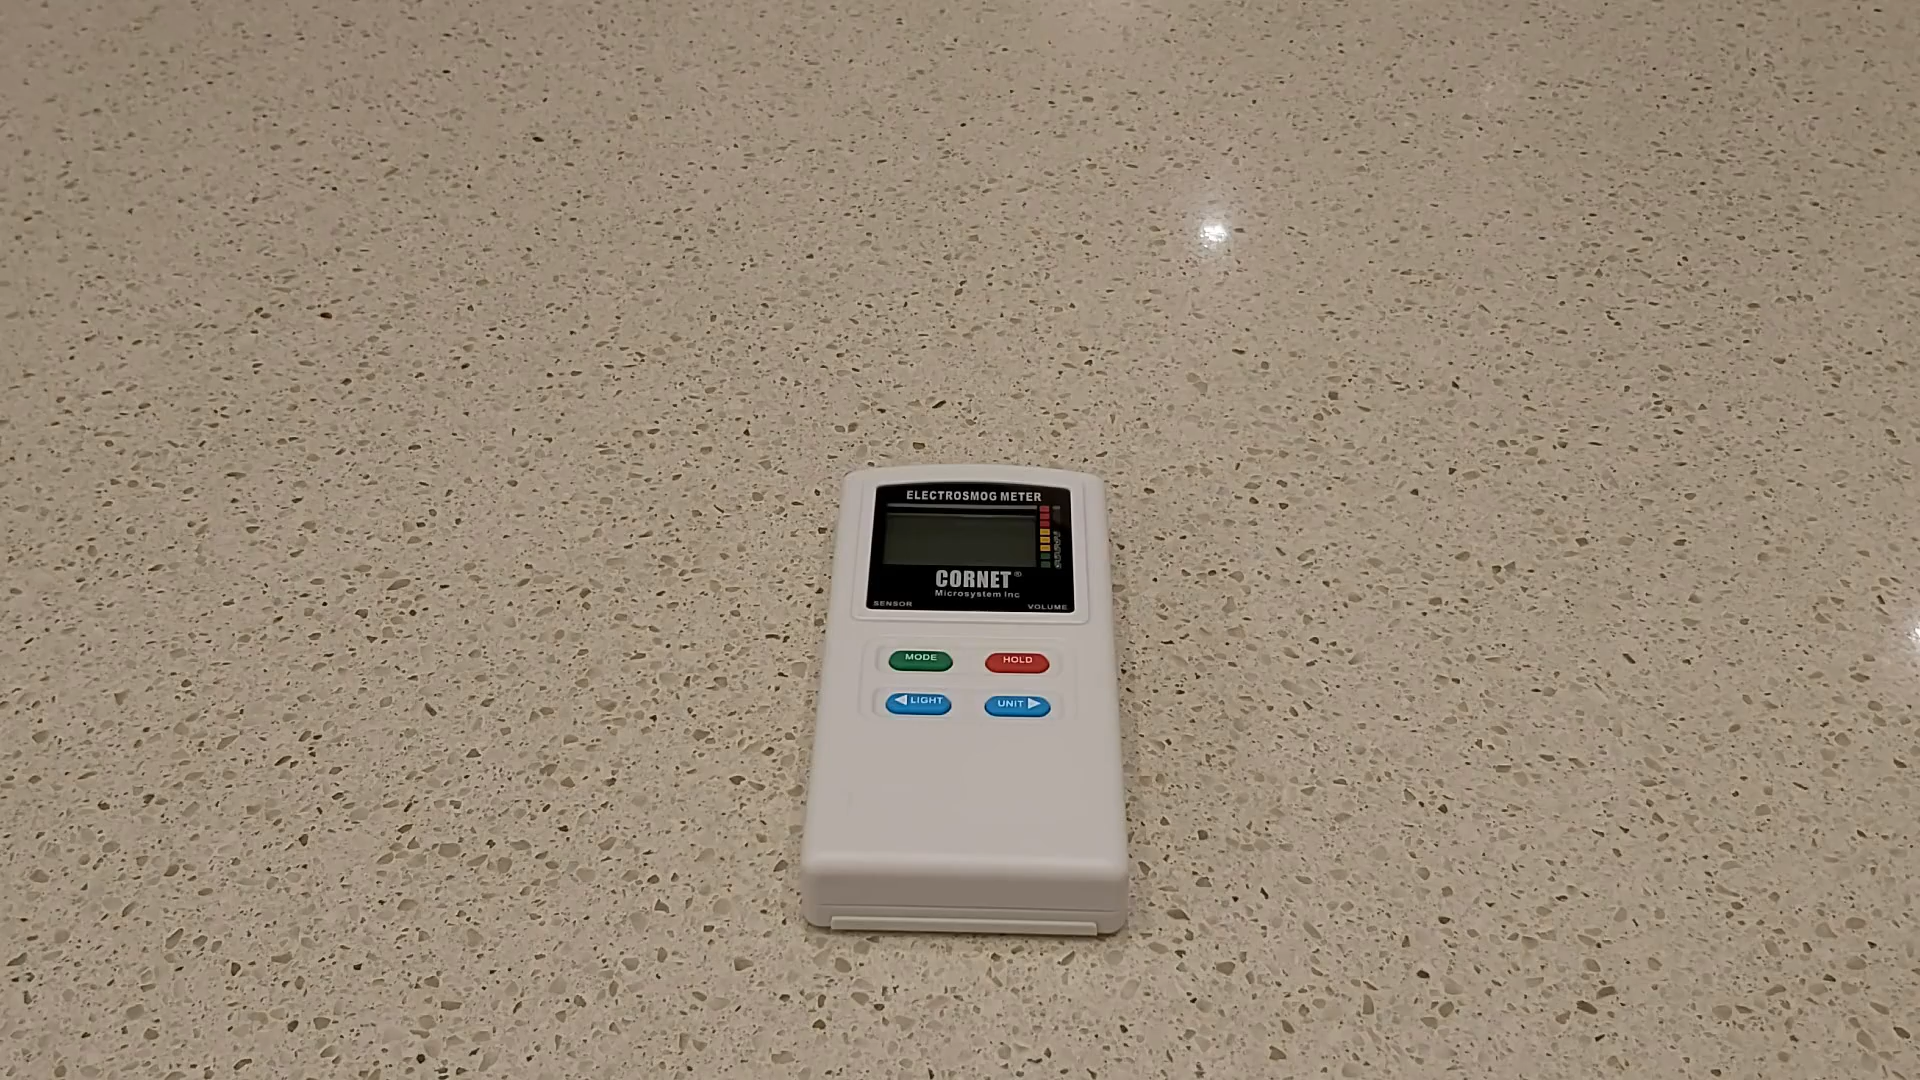 ELECTROSMOG METER
CORNET®
Microsystem Inc
SENSOR VOLUME
MODE HOLD
◀ LIGHT UNIT ▶